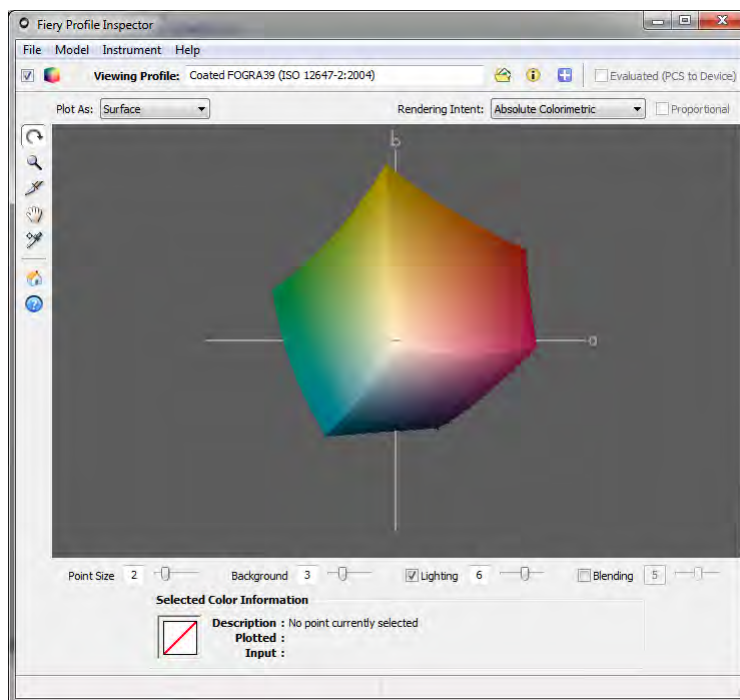 Fiery Profile Inspector
File Model Instrument Help
Viewing Profile: Coated FOGRA39 (ISO 12647-2:2004) Evaluated (PCS to Device)
Plot As: Surface Rendering Intent: Absolute Colorimetric Proportional
b
a
Point Size 2 Background 3 Lighting 6 Blending 5
Selected Color Information
Description : No point currently selected
Plotted :
Input :